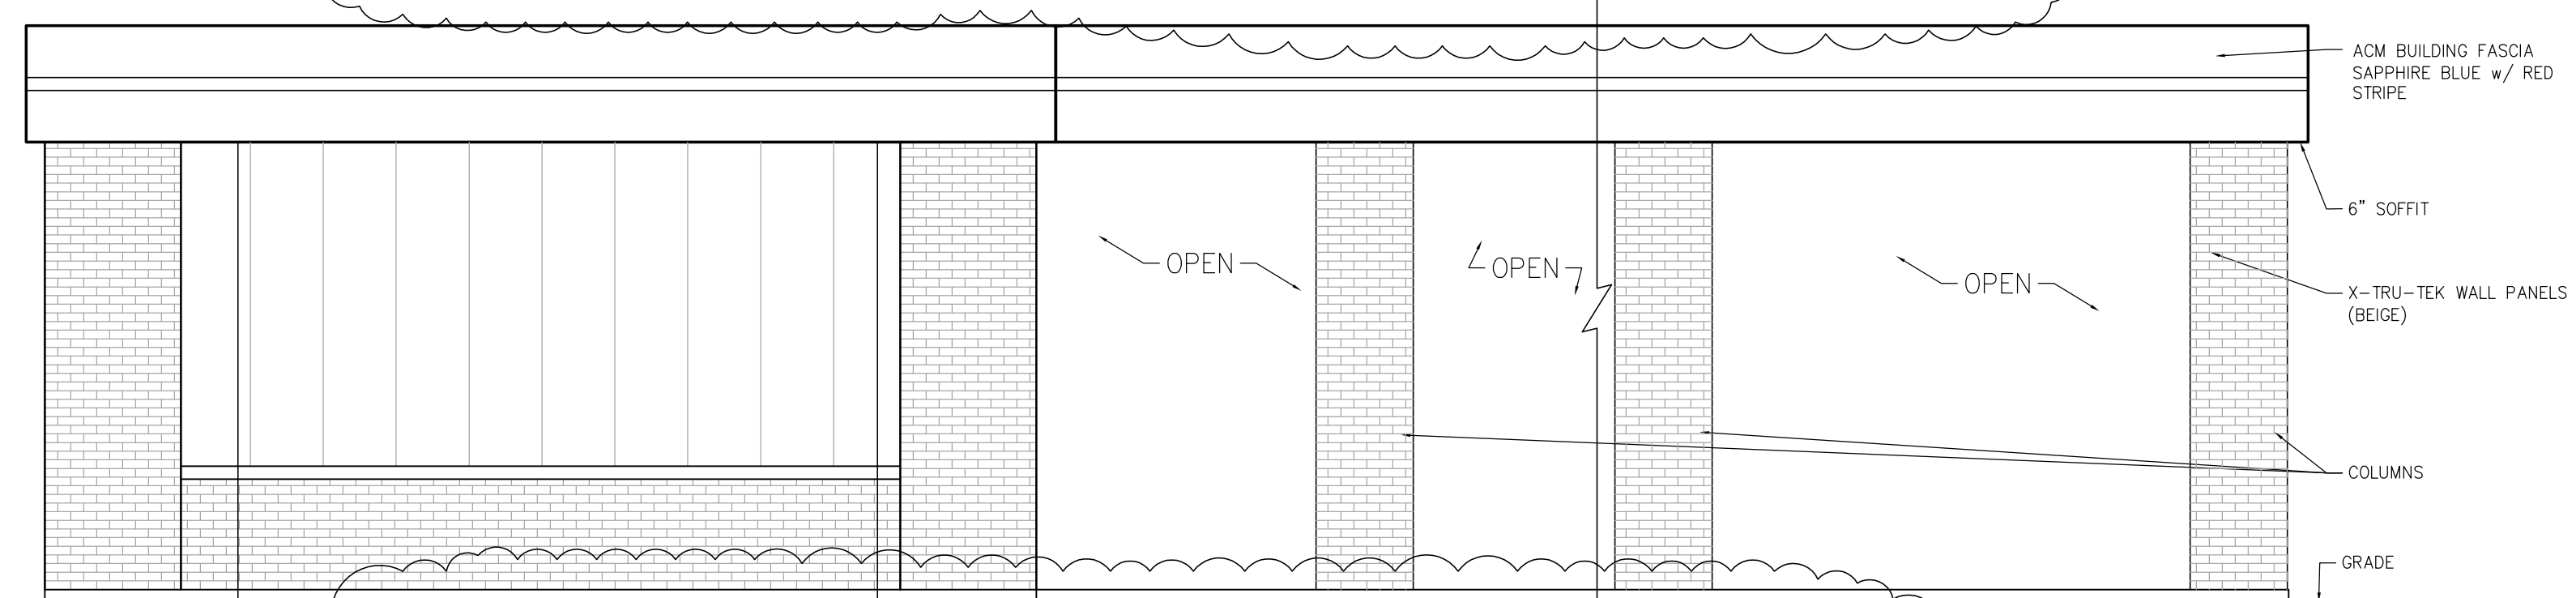 ACM BUILDING FASCIA
SAPPHIRE BLUE w/ RED
STRIPE
6" SOFFIT
OPEN
OPEN
OPEN
X-TRU-TEK WALL PANELS
(BEIGE)
COLUMNS
GRADE